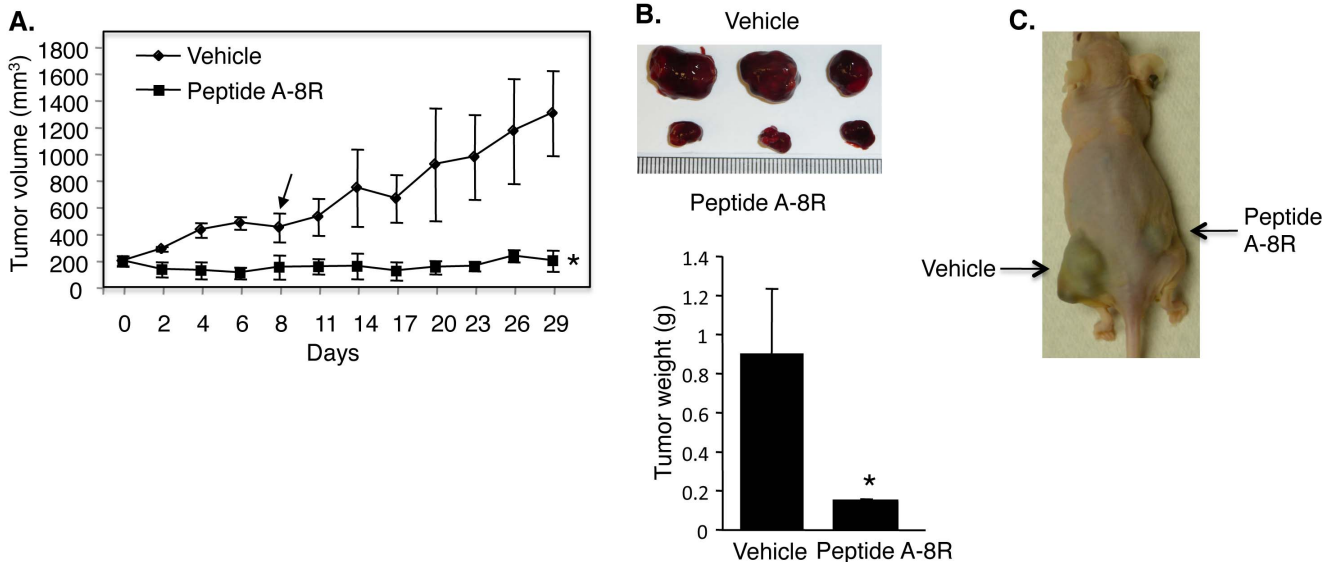 A.
Tumor volume (mm³)
1800
1600
1400
1200
1000
800
600
400
200
0
Vehicle
Peptide A-8R
*
0 2 4 6 8 11 14 17 20 23 26 29
Days
B.
Vehicle
Peptide A-8R
Tumor weight (g)
1.4
1.2
1
0.8
0.6
0.4
0.2
0
*
Vehicle Peptide A-8R
C.
Vehicle
Peptide
A-8R